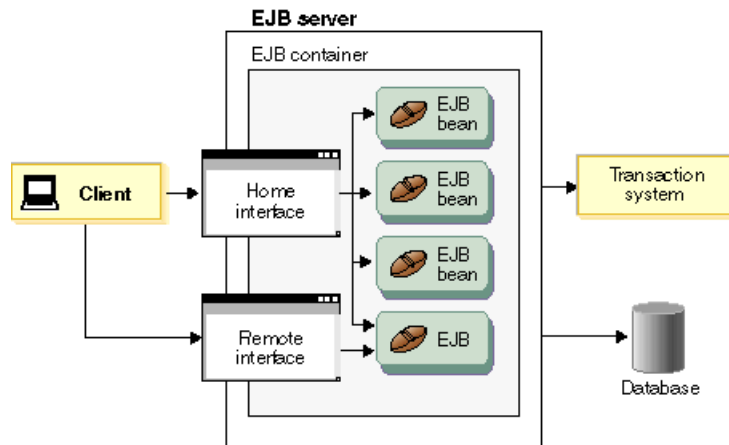 EJB server
EJB container
EJB
bean
Client
Home
interface
EJB
bean
Transaction
system
EJB
bean
Remote
interface
EJB
Database